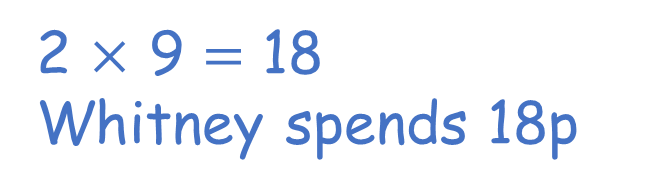 2 × 9 = 18
Whitney spends 18p